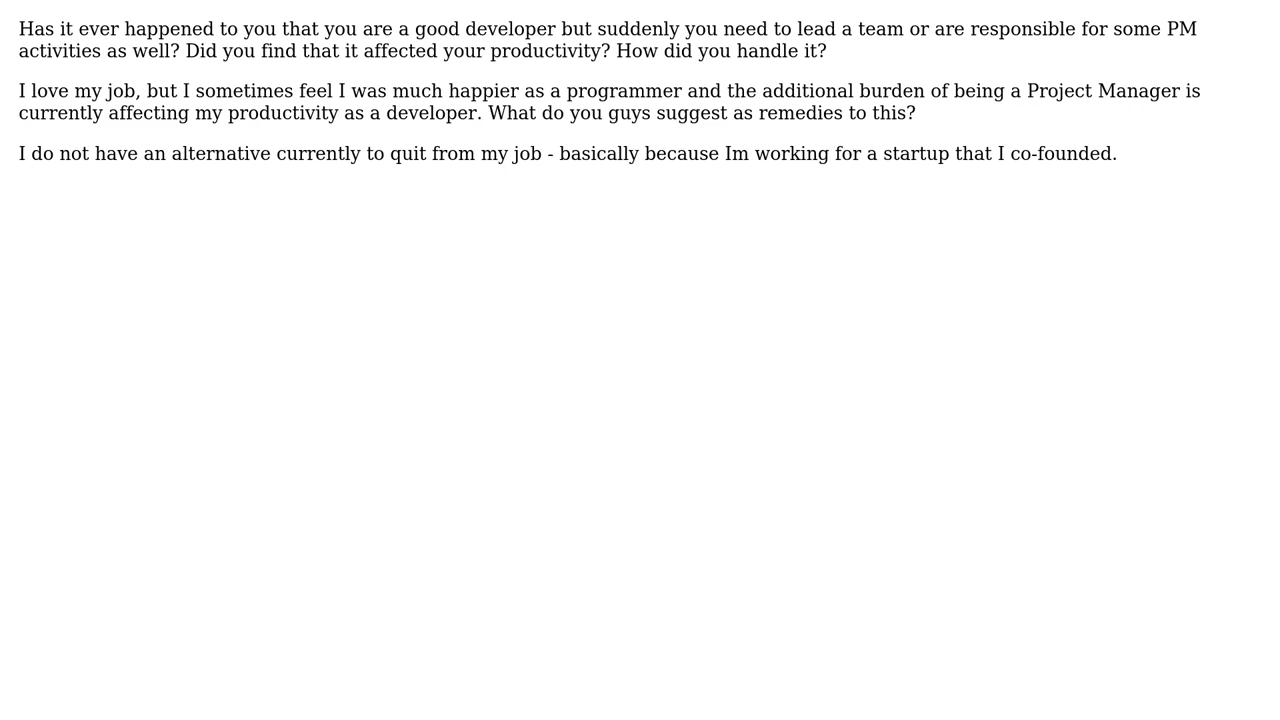 Has it ever happened to you that you are a good developer but suddenly you need to lead a team or are responsible for some PM
activities as well? Did you find that it affected your productivity? How did you handle it?
I love my job, but I sometimes feel I was much happier as a programmer and the additional burden of being a Project Manager is
currently affecting my productivity as a developer. What do you guys suggest as remedies to this?
I do not have an alternative currently to quit from my job - basically because Im working for a startup that I co-founded.